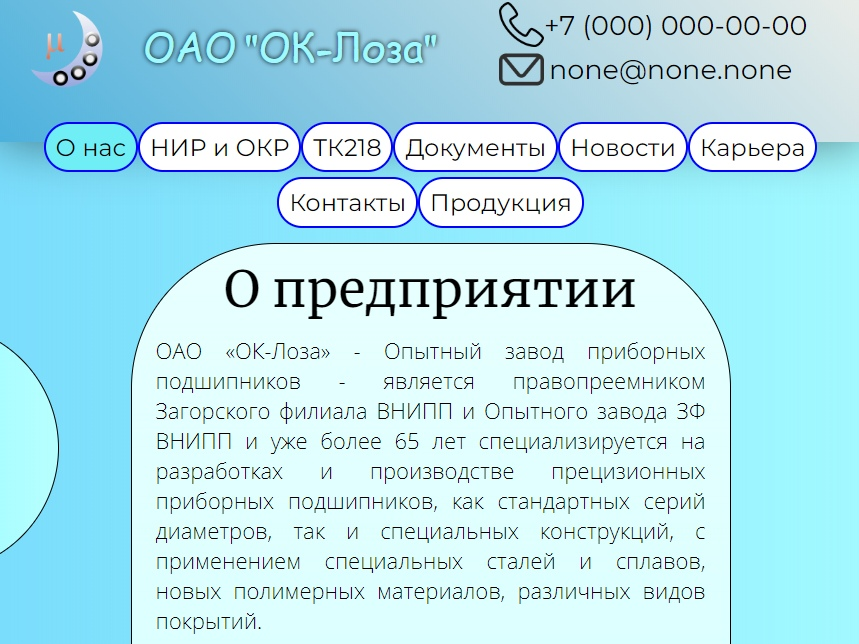 μ
ОАО "ОК-Лоза"
+7 (000) 000-00-00
none@none.none
О нас НИР и ОКР ТК218 Документы Новости Карьера
Контакты Продукция
О предприятии
ОАО «ОК-Лоза» - Опытный завод приборных
подшипников - является правопреемником
Загорского филиала ВНИПП и Опытного завода ЗФ
ВНИПП и уже более 65 лет специализируется на
разработках и производстве прецизионных
приборных подшипников, как стандартных серий
диаметров, так и специальных конструкций, с
применением специальных сталей и сплавов,
новых полимерных материалов, различных видов
покрытий.